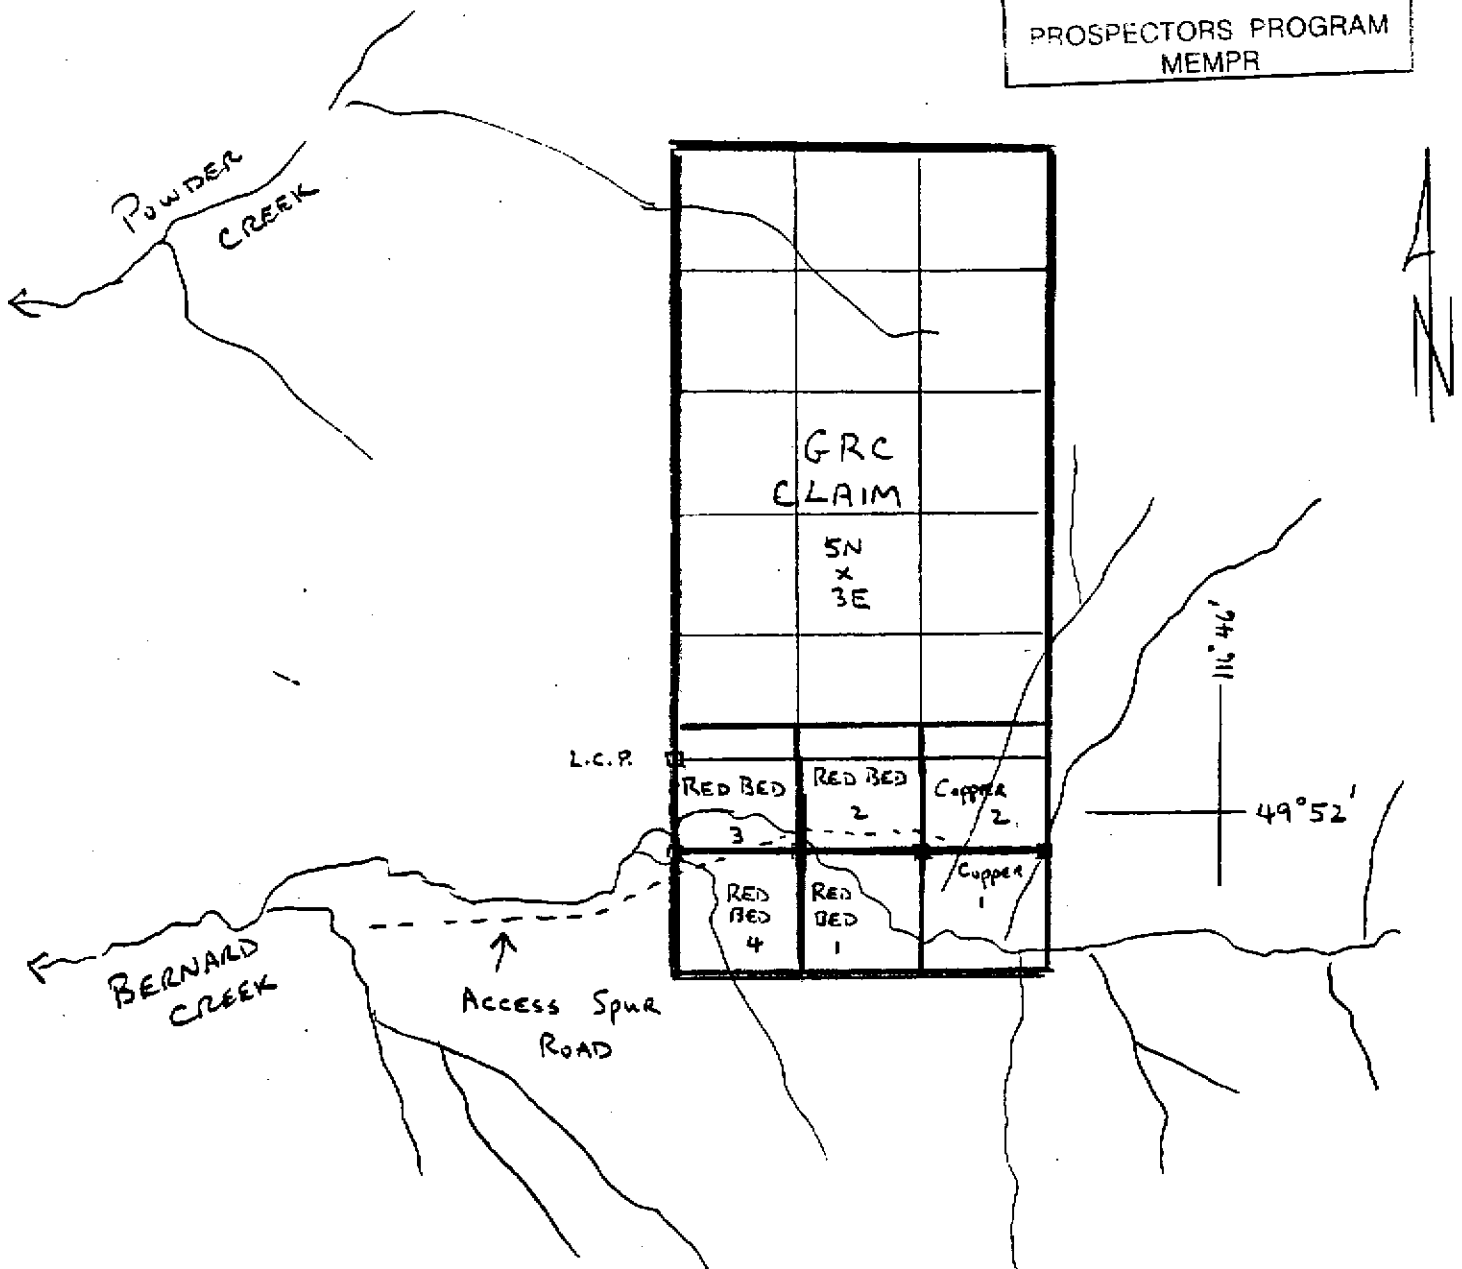 PROSPECTORS PROGRAM
MEMPR
POWDER
CREEK
N
GRC
CLAIM
5N
x
3E
116°46'
L.C.P.
RED BED
3
RED BED
2
Copper
2
49°52'
RED
BED
4
RED
BED
1
Copper
1
BERNARD
CREEK
ACCESS SPUR
ROAD